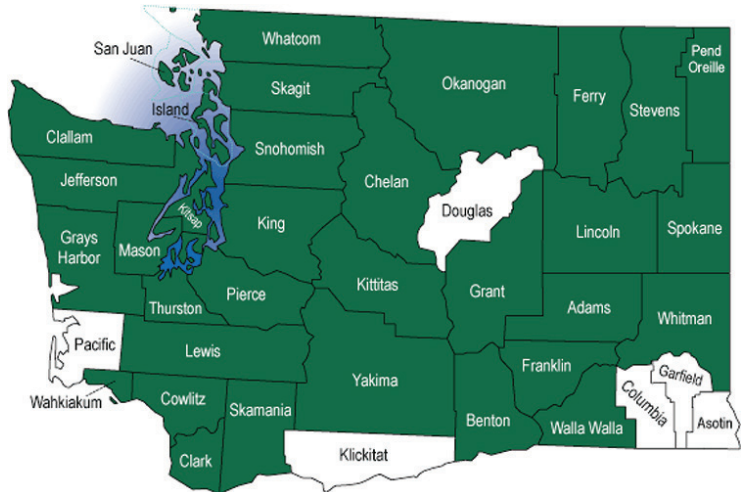 San Juan
Whatcom
Okanogan
Ferry
Stevens
Pend
Oreille
Skagit
Island
Clallam
Snohomish
Chelan
Jefferson
Douglas
Kitsap
King
Lincoln
Spokane
Grays
Harbor
Mason
Kittitas
Grant
Thurston
Pierce
Adams
Whitman
Pacific
Lewis
Yakima
Franklin
Garfield
Columbia
Wahkiakum
Cowlitz
Skamania
Benton
Walla Walla
Asotin
Klickitat
Clark